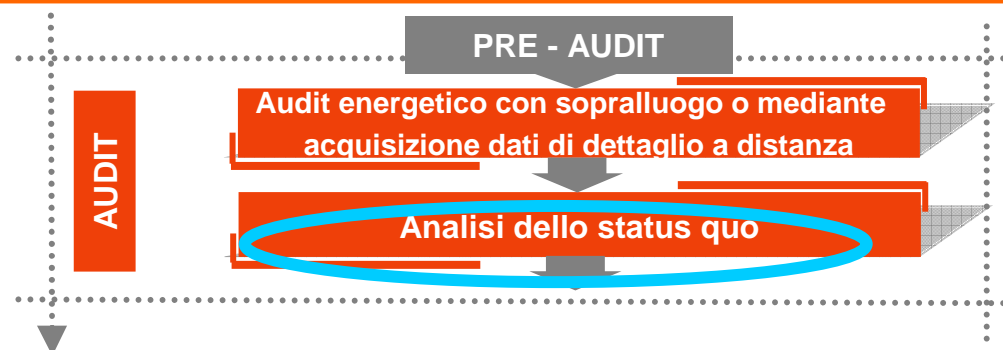 PRE - AUDIT
AUDIT
Audit energetico con sopralluogo o mediante
acquisizione dati di dettaglio a distanza
Analisi dello status quo